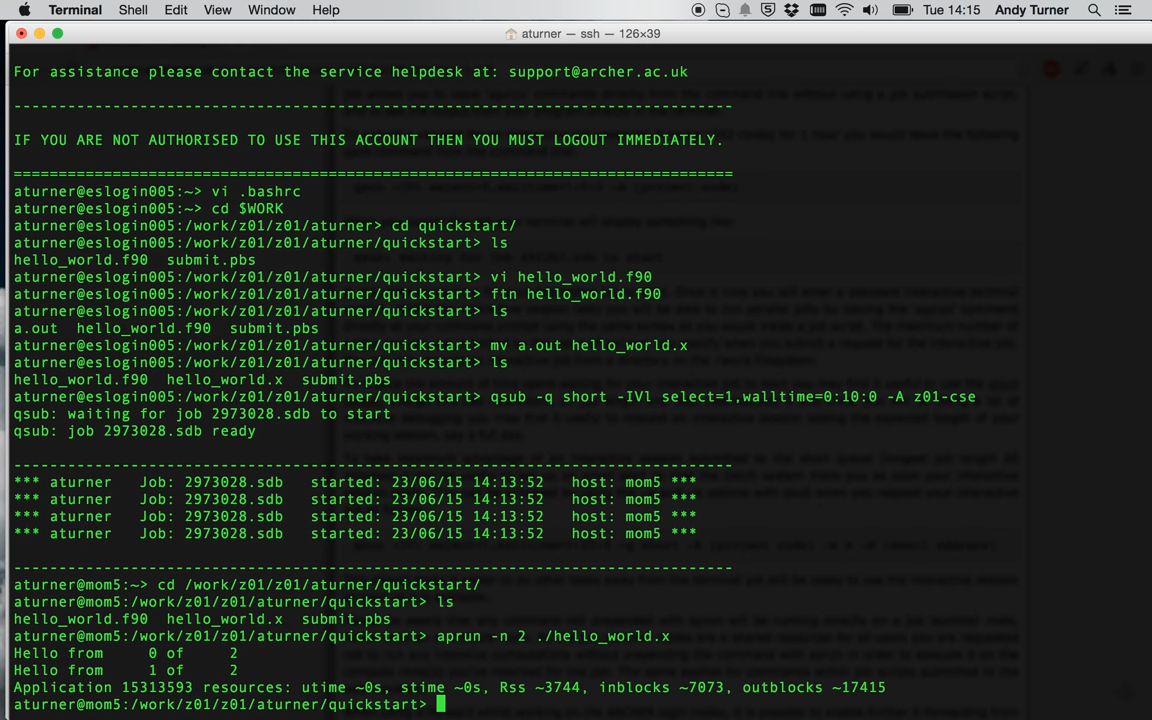 Terminal Shell Edit View Window Help Tue 14:15 Andy Turner
aturner — ssh — 126×39
For assistance please contact the service helpdesk at: support@archer.ac.uk
--------------------------------------------------------------------------------
IF YOU ARE NOT AUTHORISED TO USE THIS ACCOUNT THEN YOU MUST LOGOUT IMMEDIATELY.
================================================================================
aturner@eslogin005:~> vi .bashrc
aturner@eslogin005:~> cd $WORK
aturner@eslogin005:/work/z01/z01/aturner> cd quickstart/
aturner@eslogin005:/work/z01/z01/aturner/quickstart> ls
hello_world.f90  submit.pbs
aturner@eslogin005:/work/z01/z01/aturner/quickstart> vi hello_world.f90
aturner@eslogin005:/work/z01/z01/aturner/quickstart> ftn hello_world.f90
aturner@eslogin005:/work/z01/z01/aturner/quickstart> ls
a.out  hello_world.f90  submit.pbs
aturner@eslogin005:/work/z01/z01/aturner/quickstart> mv a.out hello_world.x
aturner@eslogin005:/work/z01/z01/aturner/quickstart> ls
hello_world.f90  hello_world.x  submit.pbs
aturner@eslogin005:/work/z01/z01/aturner/quickstart> qsub -q short -IVl select=1,walltime=0:10:0 -A z01-cse
qsub: waiting for job 2973028.sdb to start
qsub: job 2973028.sdb ready
--------------------------------------------------------------------------------
*** aturner   Job: 2973028.sdb   started: 23/06/15 14:13:52   host: mom5 ***
*** aturner   Job: 2973028.sdb   started: 23/06/15 14:13:52   host: mom5 ***
*** aturner   Job: 2973028.sdb   started: 23/06/15 14:13:52   host: mom5 ***
*** aturner   Job: 2973028.sdb   started: 23/06/15 14:13:52   host: mom5 ***
--------------------------------------------------------------------------------
aturner@mom5:~> cd /work/z01/z01/aturner/quickstart/
aturner@mom5:/work/z01/z01/aturner/quickstart> ls
hello_world.f90  hello_world.x  submit.pbs
aturner@mom5:/work/z01/z01/aturner/quickstart> aprun -n 2 ./hello_world.x
Hello from     0 of     2
Hello from     1 of     2
Application 15313593 resources: utime ~0s, stime ~0s, Rss ~3744, inblocks ~7073, outblocks ~17415
aturner@mom5:/work/z01/z01/aturner/quickstart>